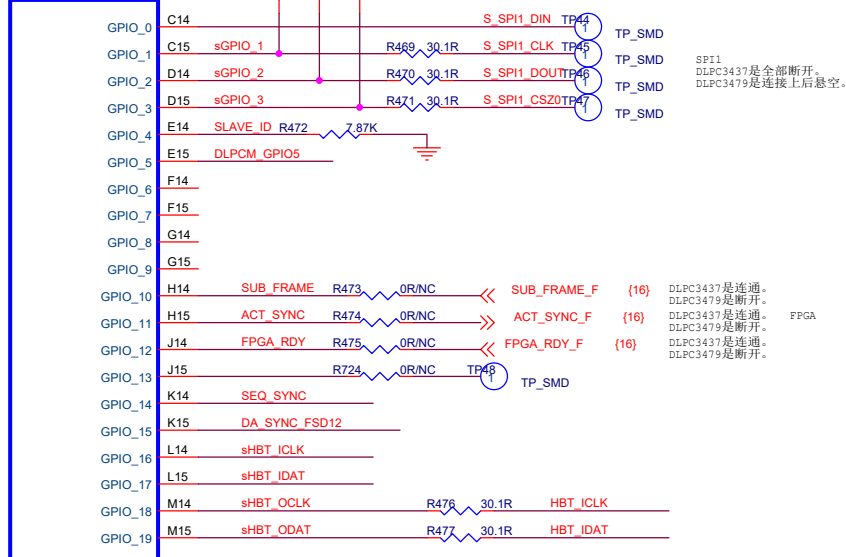 GPIO_0 C14 S_SPI1_DIN TP44 1 TP_SMD
GPIO_1 C15 sGPIO_1 R469 30.1R S_SPI1_CLK TP45 1 TP_SMD
SPI1
DLPC3437是全部断开。
DLPC3479是连接上后悬空。
GPIO_2 D14 sGPIO_2 R470 30.1R S_SPI1_DOUT TP46 1 TP_SMD
GPIO_3 D15 sGPIO_3 R471 30.1R S_SPI1_CSZ0 TP47 1 TP_SMD
GPIO_4 E14 SLAVE_ID R472 7.87K
GPIO_5 E15 DLPCM_GPIO5
GPIO_6 F14
GPIO_7 F15
GPIO_8 G14
GPIO_9 G15
GPIO_10 H14 SUB_FRAME R473 0R/NC SUB_FRAME_F {16}
DLPC3437是连通。
DLPC3479是断开。
GPIO_11 H15 ACT_SYNC R474 0R/NC ACT_SYNC_F {16}
DLPC3437是连通。 FPGA
DLPC3479是断开。
GPIO_12 J14 FPGA_RDY R475 0R/NC FPGA_RDY_F {16}
DLPC3437是连通。
DLPC3479是断开。
GPIO_13 J15 R724 0R/NC TP48 1 TP_SMD
GPIO_14 K14 SEQ_SYNC
GPIO_15 K15 DA_SYNC_FSD12
GPIO_16 L14 sHBT_ICLK
GPIO_17 L15 sHBT_IDAT
GPIO_18 M14 sHBT_OCLK R476 30.1R HBT_ICLK
GPIO_19 M15 sHBT_ODAT R477 30.1R HBT_IDAT